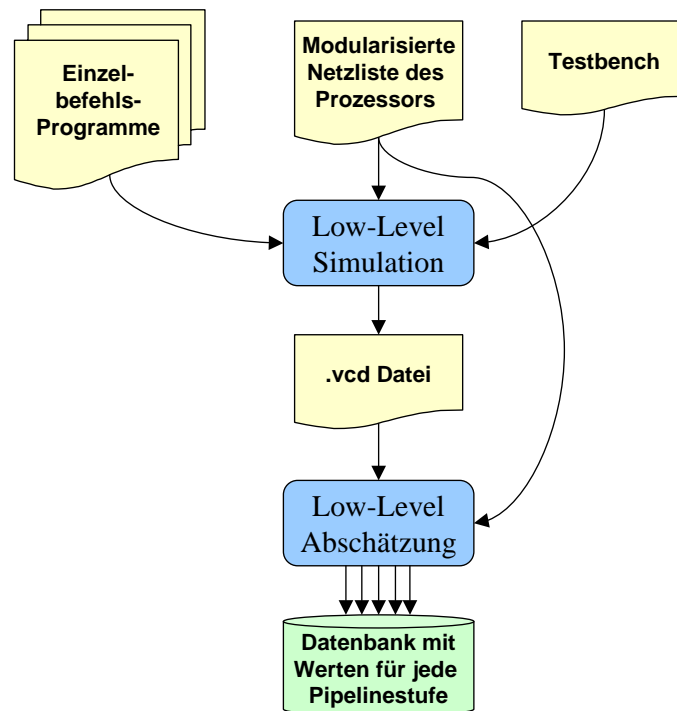 Einzel-
befehls-
Programme
Modularisierte
Netzliste des
Prozessors
Testbench
Low-Level
Simulation
.vcd Datei
Low-Level
Abschätzung
Datenbank mit
Werten für jede
Pipelinestufe